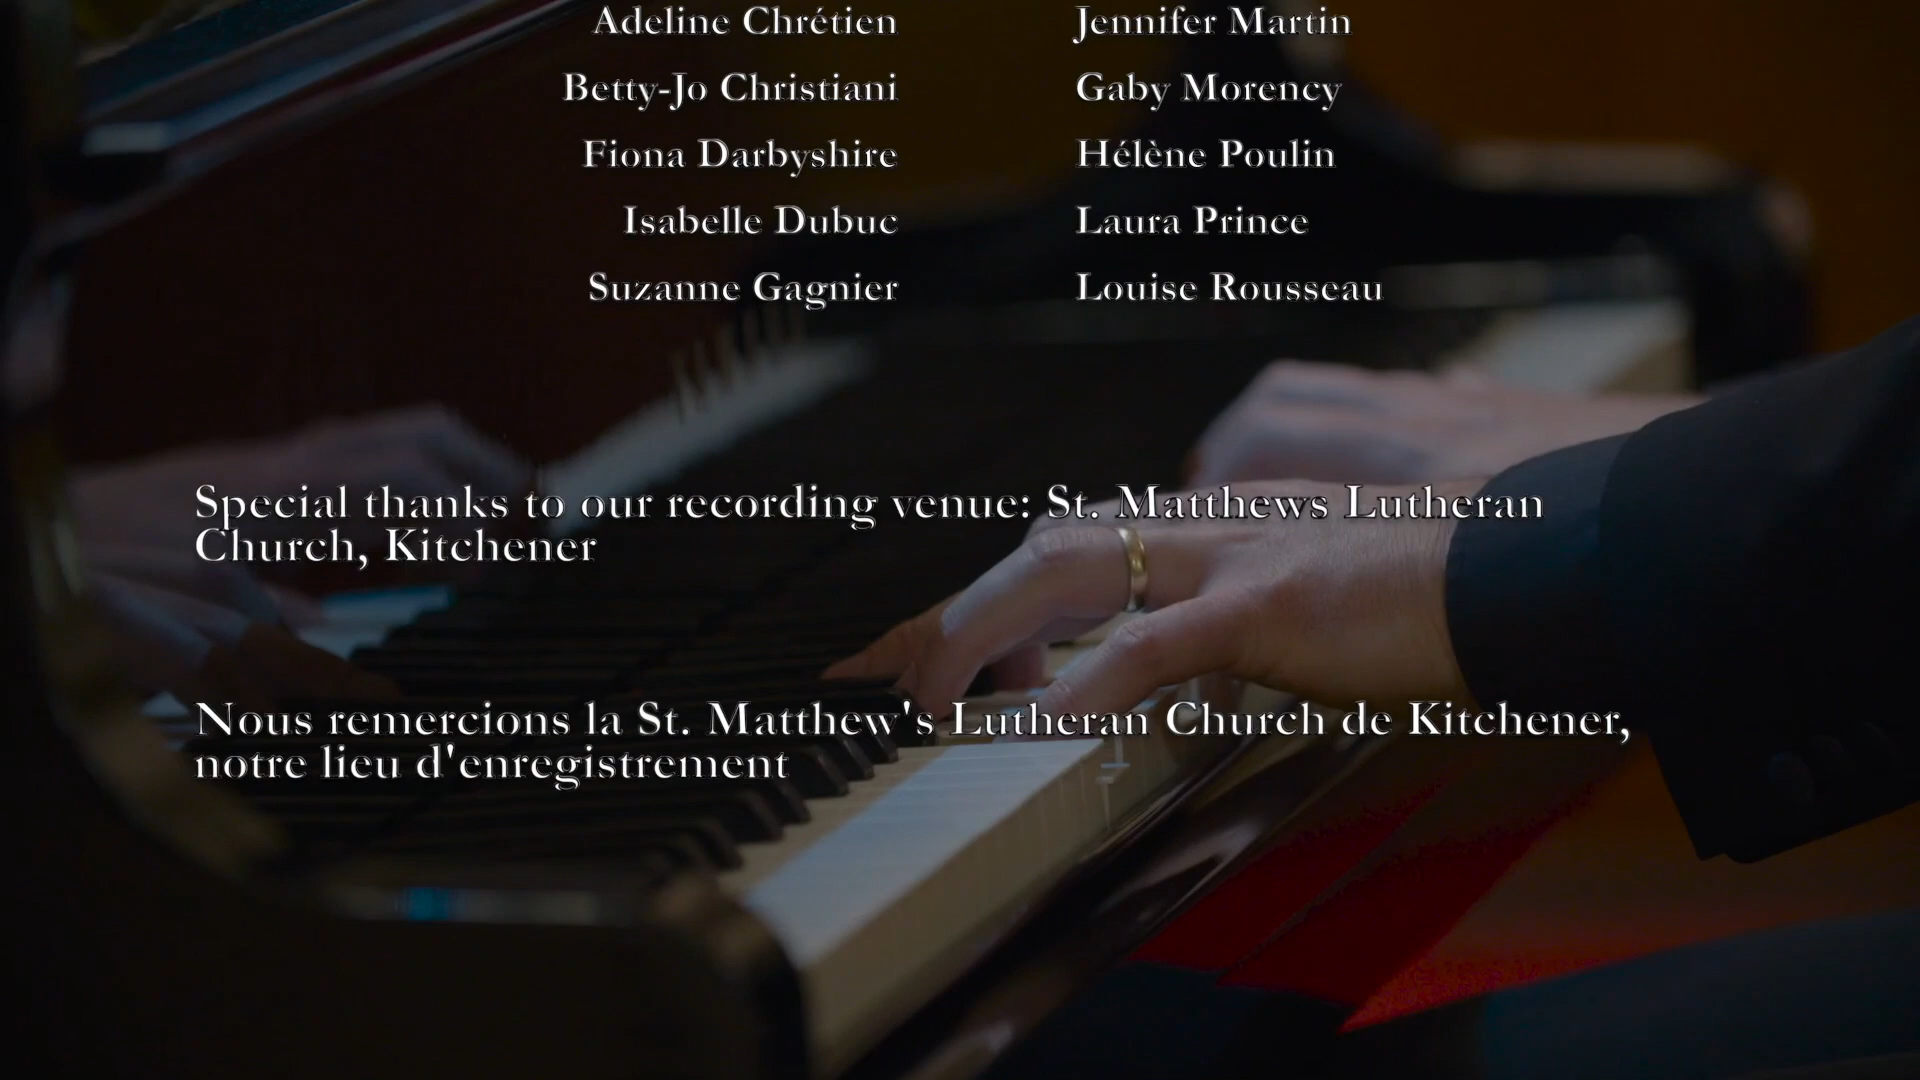 Adeline Chrétien Jennifer Martin
Betty-Jo Christiani Gaby Morency
Fiona Darbyshire Hélène Poulin
Isabelle Dubuc Laura Prince
Suzanne Gagnier Louise Rousseau
Special thanks to our recording venue: St. Matthews Lutheran
Church, Kitchener
Nous remercions la St. Matthew's Lutheran Church de Kitchener,
notre lieu d'enregistrement